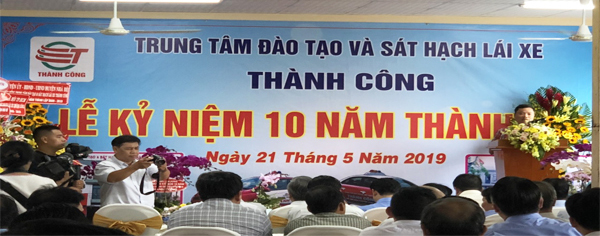 TRUNG TÂM ĐÀO TẠO VÀ SÁT HẠCH LÁI XE
THÀNH CÔNG
THÀNH CÔNG
LỄ KỶ NIỆM 10 NĂM THÀNH
Ngày 21 Tháng 5 Năm 2019